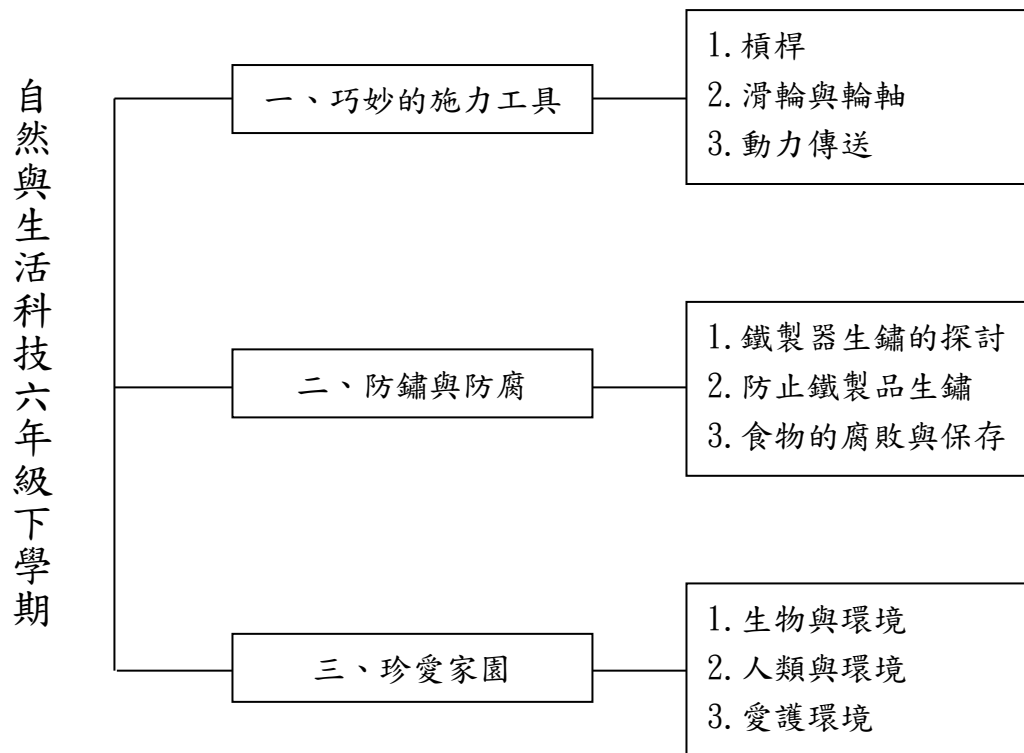 自然與生活科技六年級下學期
一、巧妙的施力工具
1.槓桿
2.滑輪與輪軸
3.動力傳送
二、防鏽與防腐
1.鐵製器生鏽的探討
2.防止鐵製品生鏽
3.食物的腐敗與保存
三、珍愛家園
1.生物與環境
2.人類與環境
3.愛護環境